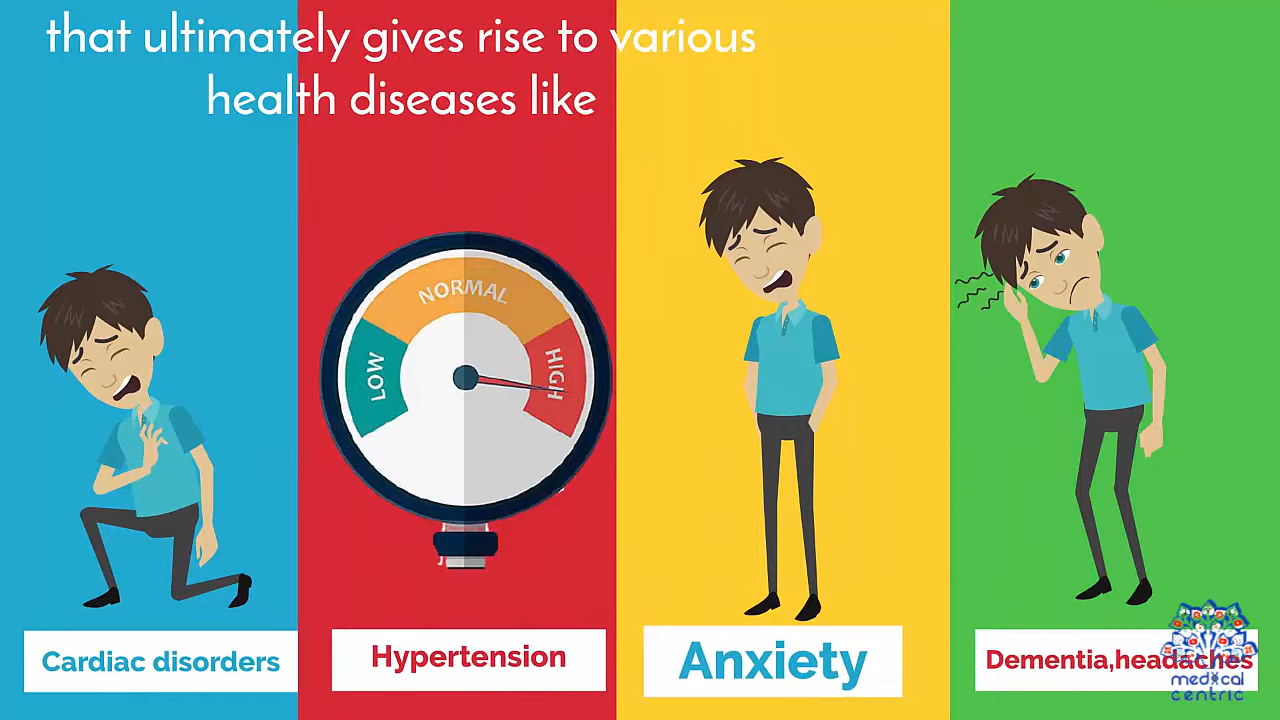 that ultimately gives rise to various
health diseases like
NORMAL
LOW
HIGH
Cardiac disorders
Hypertension
Anxiety
Dementia,headaches
medical
centric